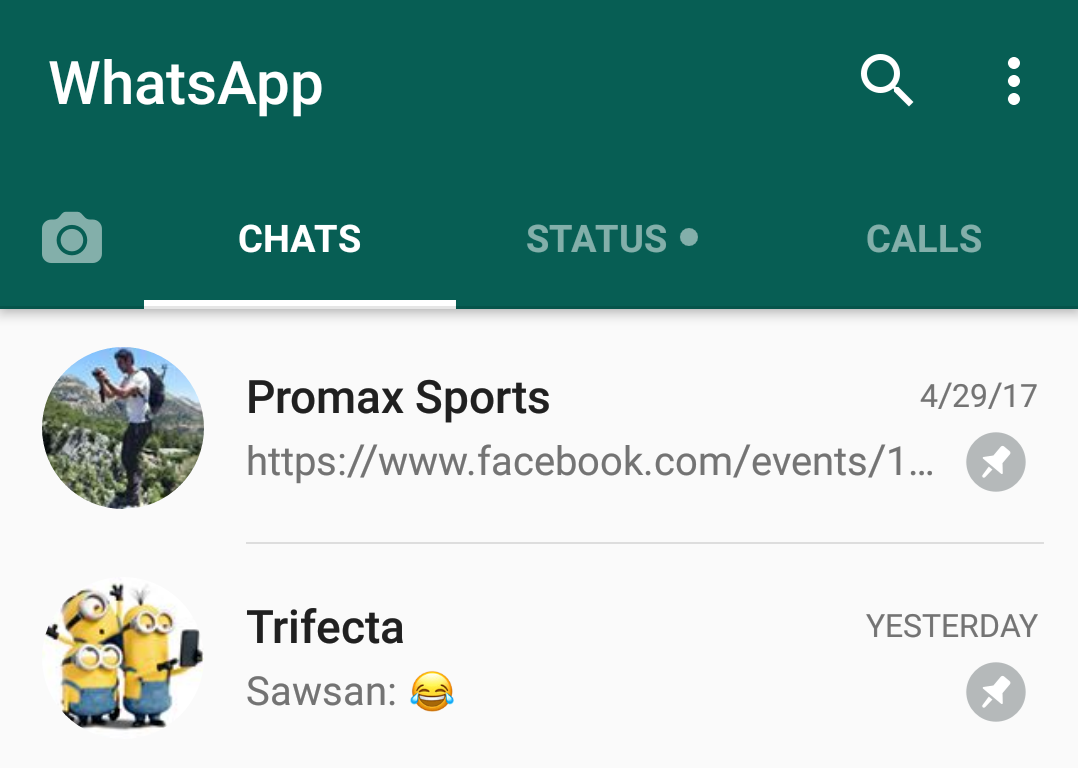 WhatsApp
CHATS
STATUS
CALLS
Promax Sports
4/29/17
https://www.facebook.com/events/1...
Trifecta
YESTERDAY
Sawsan: 😂